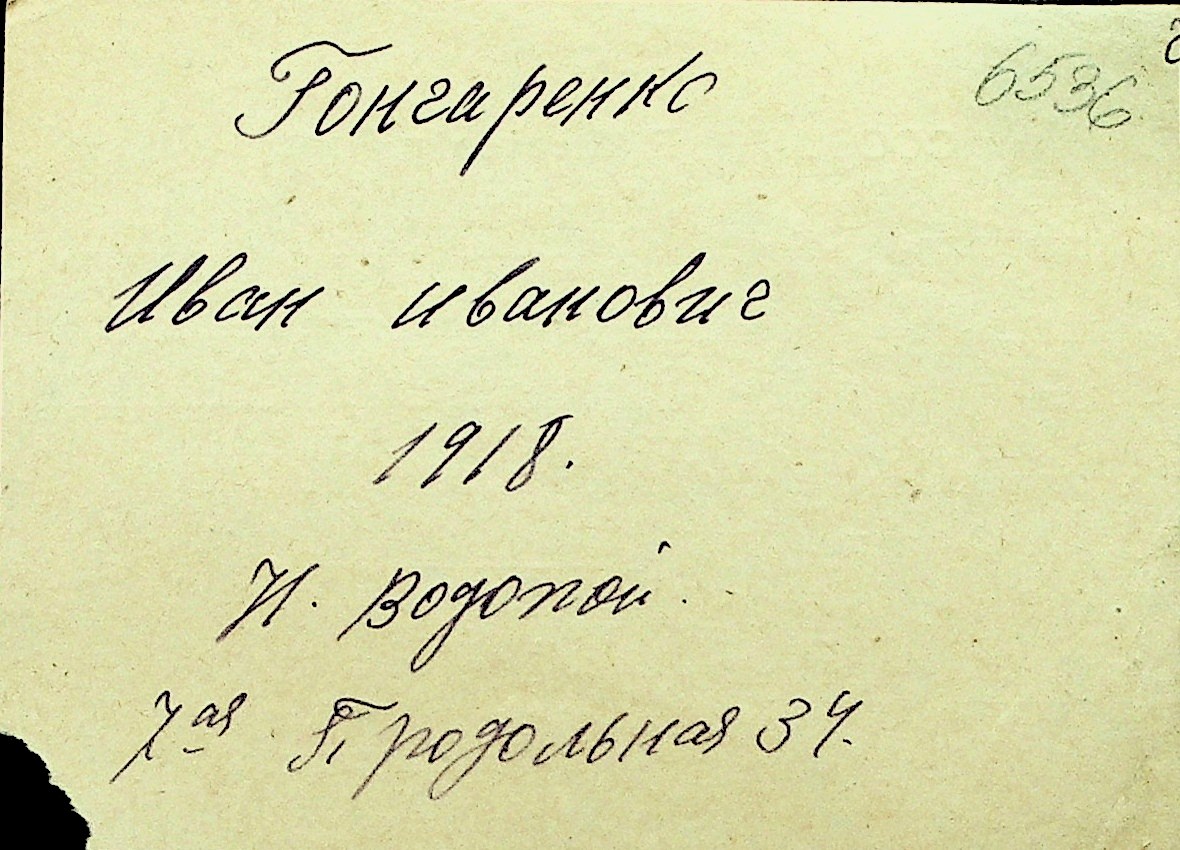 Гончаренко 6536
Иван иванович
1918.
Н. Водопой.
7ая Продольная 34.